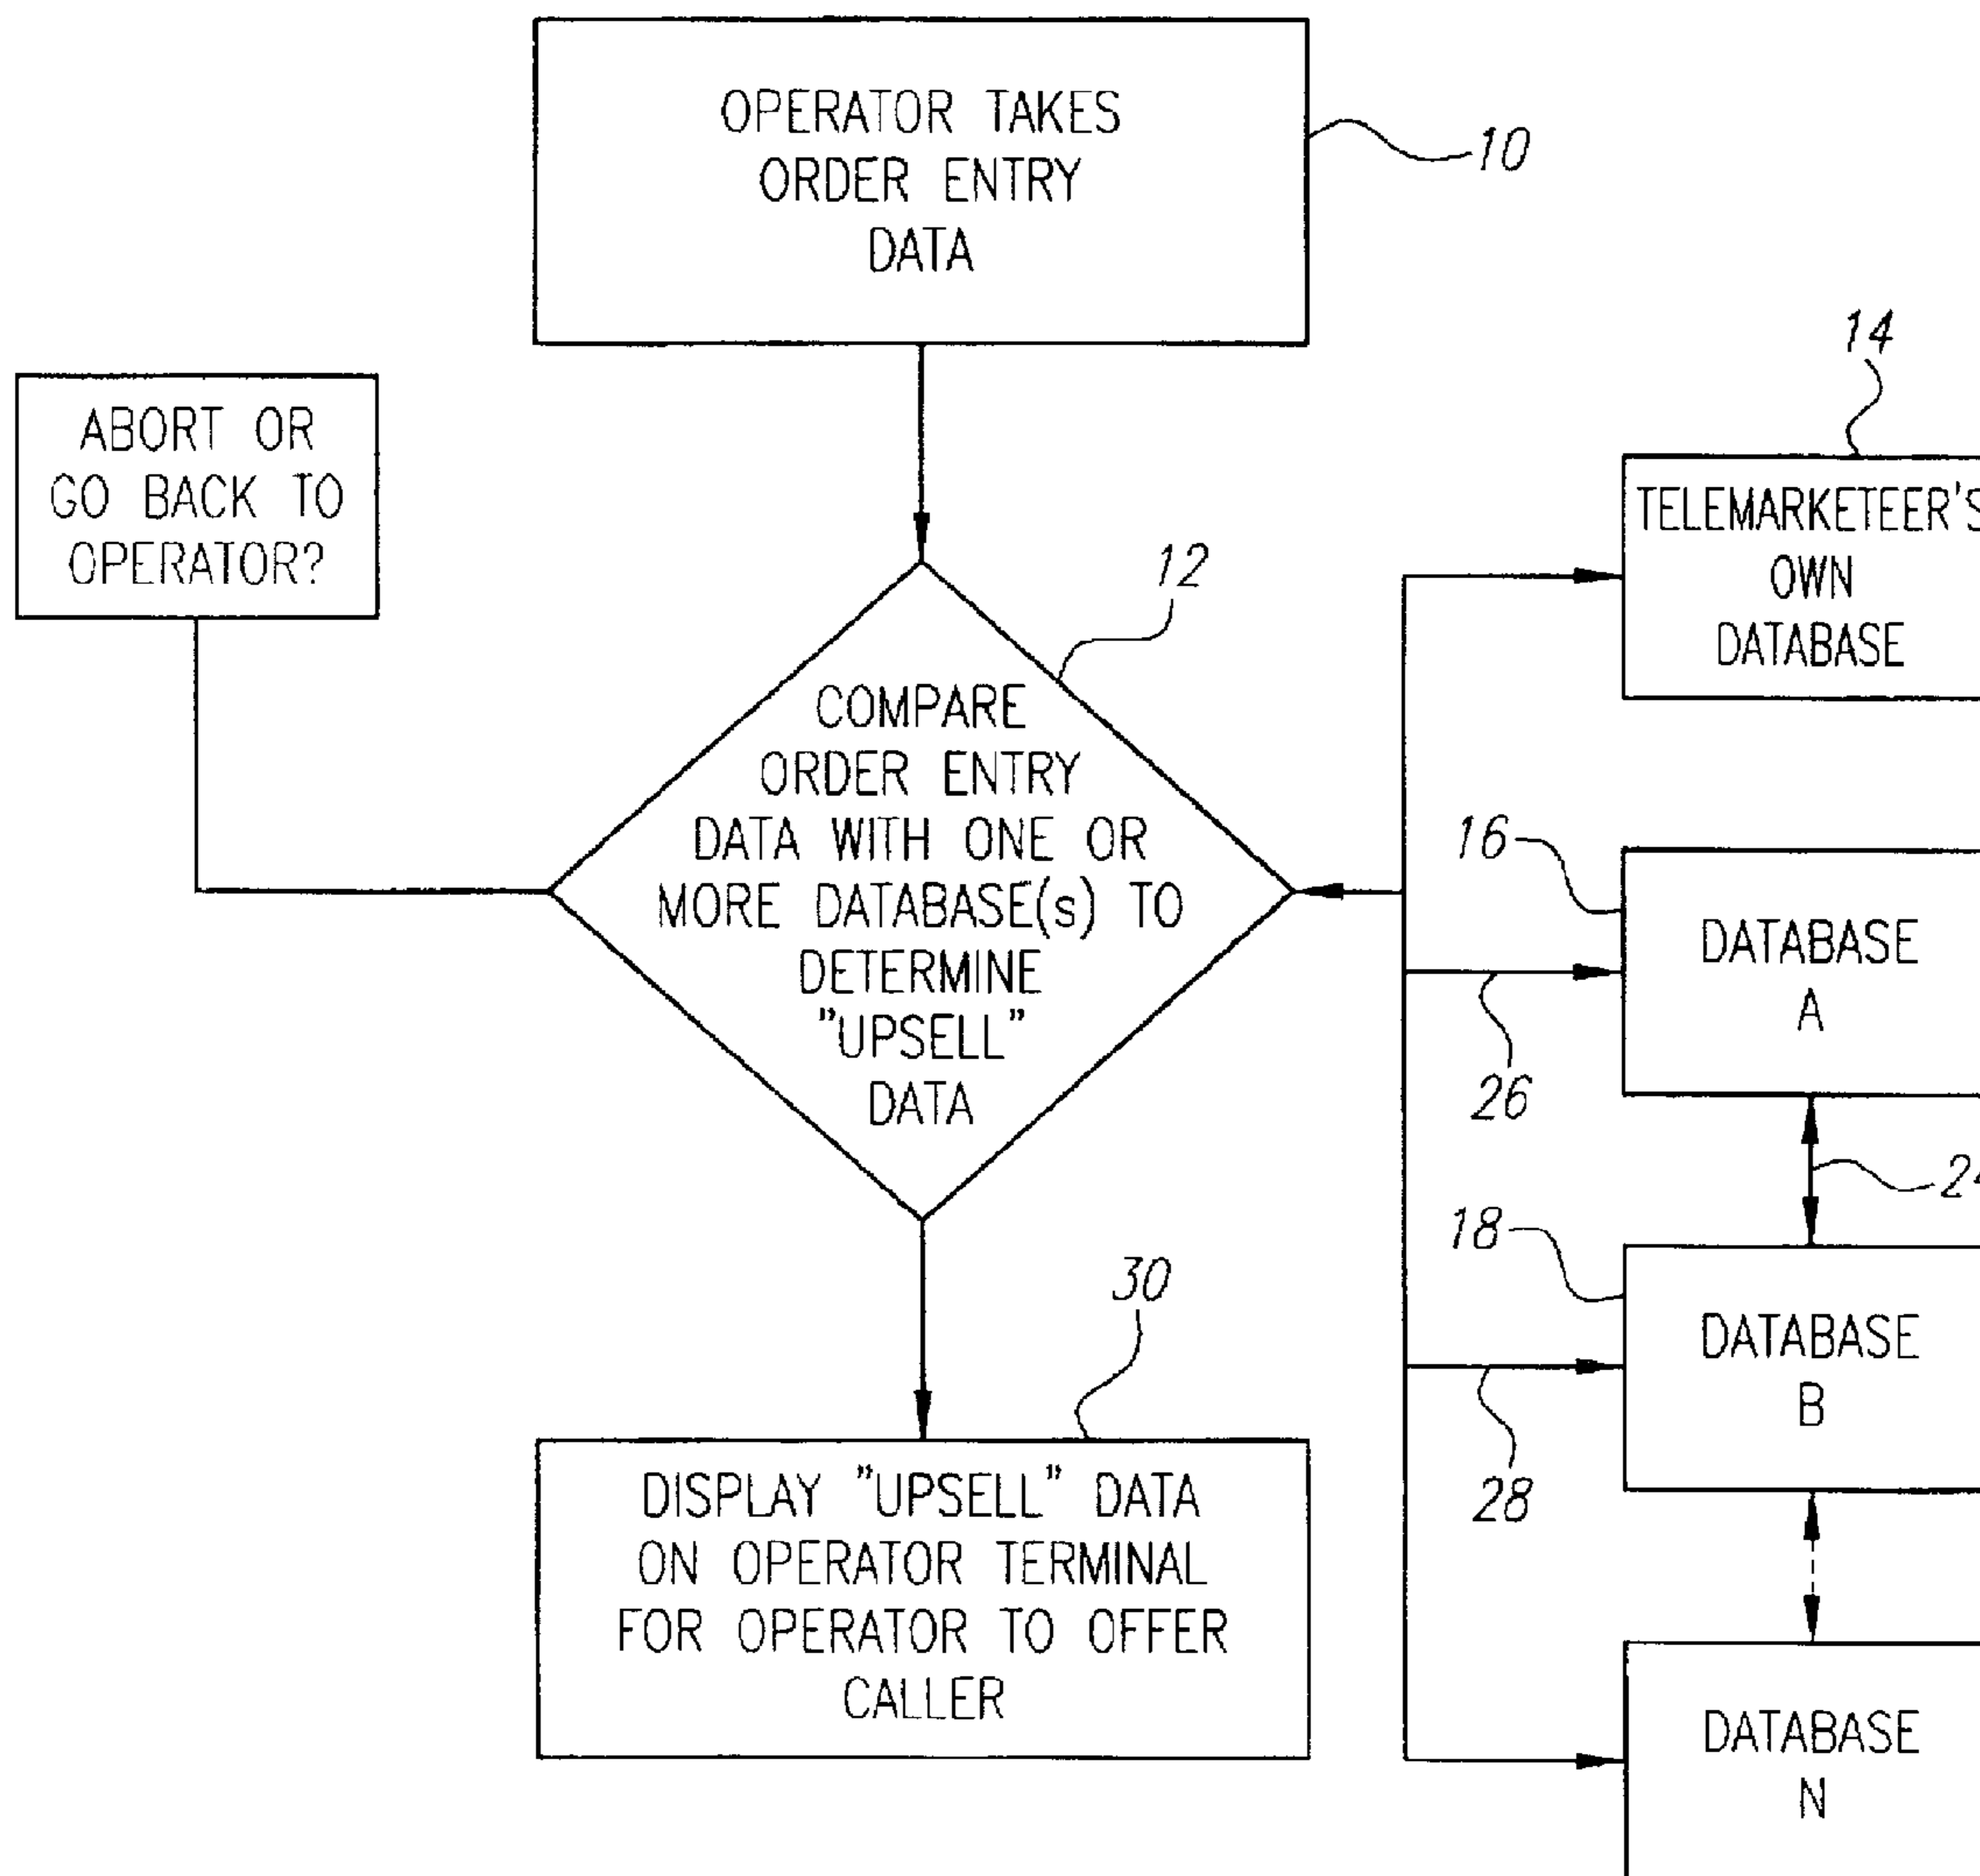 OPERATOR TAKES
ORDER ENTRY
DATA
10
ABORT OR
GO BACK TO
OPERATOR?
14
TELEMARKETEER'S
OWN
DATABASE
12
COMPARE
ORDER ENTRY
DATA WITH ONE OR
MORE DATABASE(s) TO
DETERMINE
"UPSELL"
DATA
16
DATABASE
A
26
24
18
DATABASE
B
28
30
DISPLAY "UPSELL" DATA
ON OPERATOR TERMINAL
FOR OPERATOR TO OFFER
CALLER
DATABASE
N